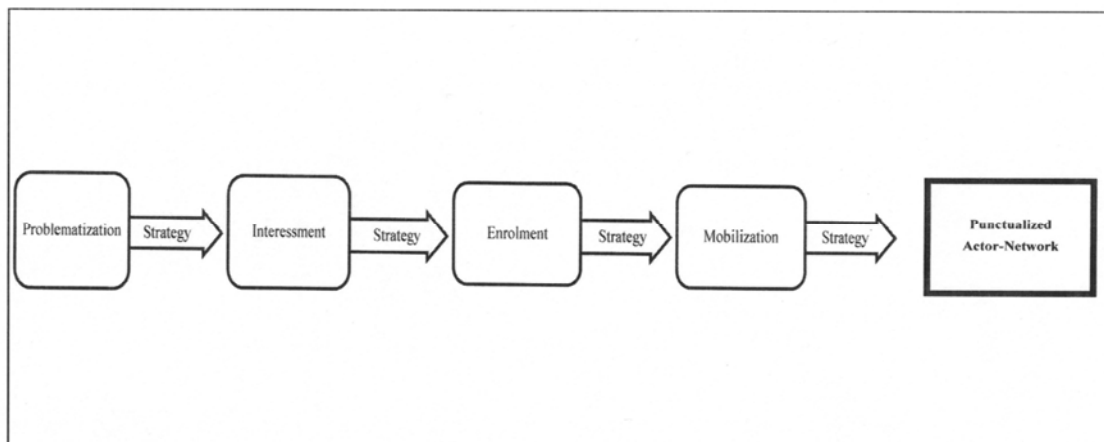 Problematization
Strategy
Interessment
Strategy
Enrolment
Strategy
Mobilization
Strategy
Punctualized
Actor-Network